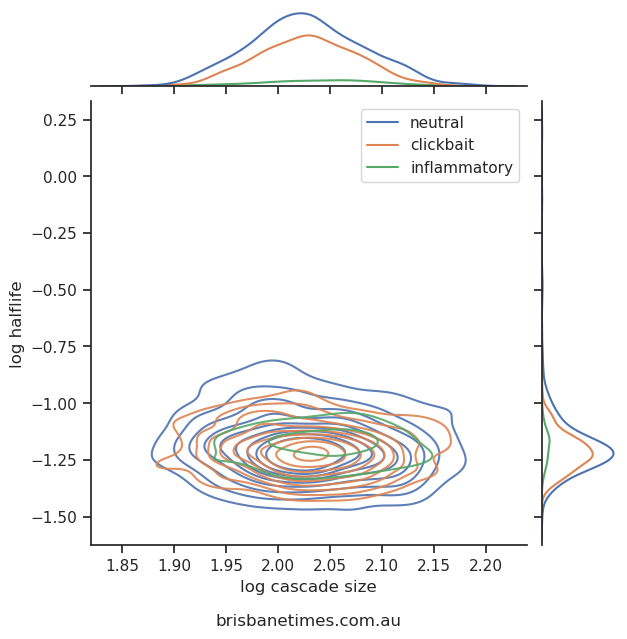 neutral
clickbait
inflammatory
0.25
0.00
−0.25
−0.50
−0.75
−1.00
−1.25
−1.50
log halflife
1.85 1.90 1.95 2.00 2.05 2.10 2.15 2.20
log cascade size
brisbanetimes.com.au